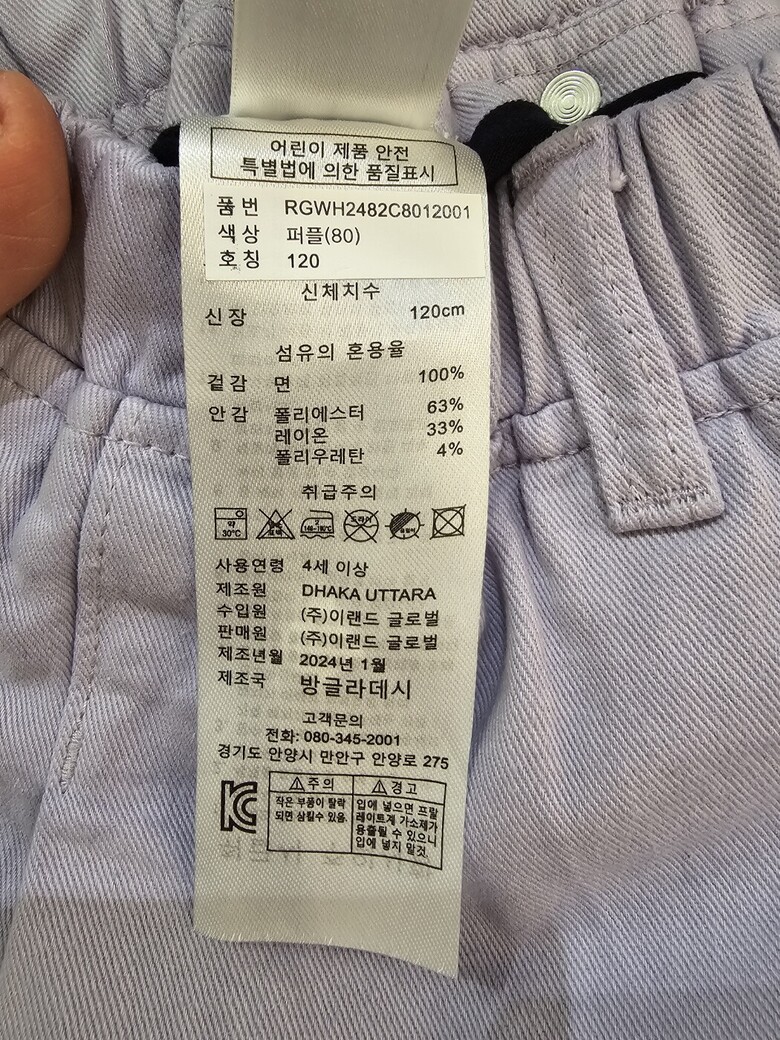 어린이 제품 안전
특별법에 의한 품질표시
품 번 RGWH2482C8012001
색 상 퍼플(80)
호 칭 120
신체치수
신 장 120cm
섬유의 혼용율
겉 감 면 100%
안 감 폴리에스터 63%
레이온 33%
폴리우레탄 4%
취급주의
약 30℃
드라이
사용연령 4세 이상
제조원 DHAKA UTTARA
수입원 (주)이랜드 글로벌
판매원 (주)이랜드 글로벌
제조년월 2024년 1월
제조국 방글라데시
고객문의
전화: 080-345-2001
경기도 안양시 만안구 안양로 275
주의
작은 부품이 탈락
되면 삼킬수 있음
경고
입에 넣으면 프탈
레이트계 가소제가
용출될 수 있으니
입에 넣지 말것